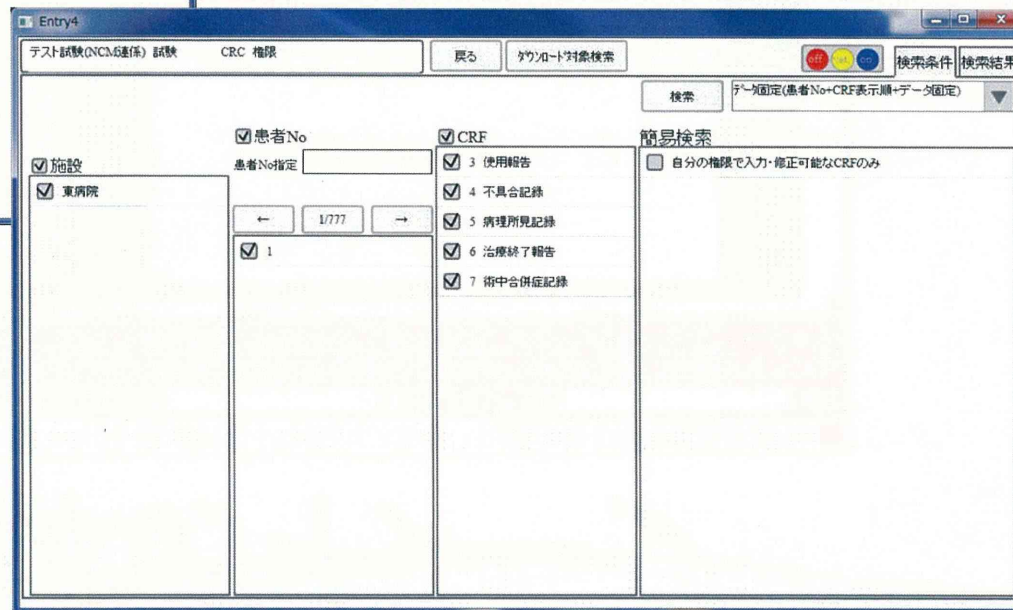 Entry4
テスト試験(NCM連係) 試験 CRC 権限
戻る
ダウンロード対象検索
off
on
検索条件
検索結果
検索
データ固定(患者No+CRF表示順+データ固定)
施設
東病院
患者No
患者No指定
← 1/777 →
1
CRF
3 使用報告
4 不具合記録
5 病理所見記録
6 治療終了報告
7 術中合併症記録
簡易検索
自分の権限で入力・修正可能なCRFのみ